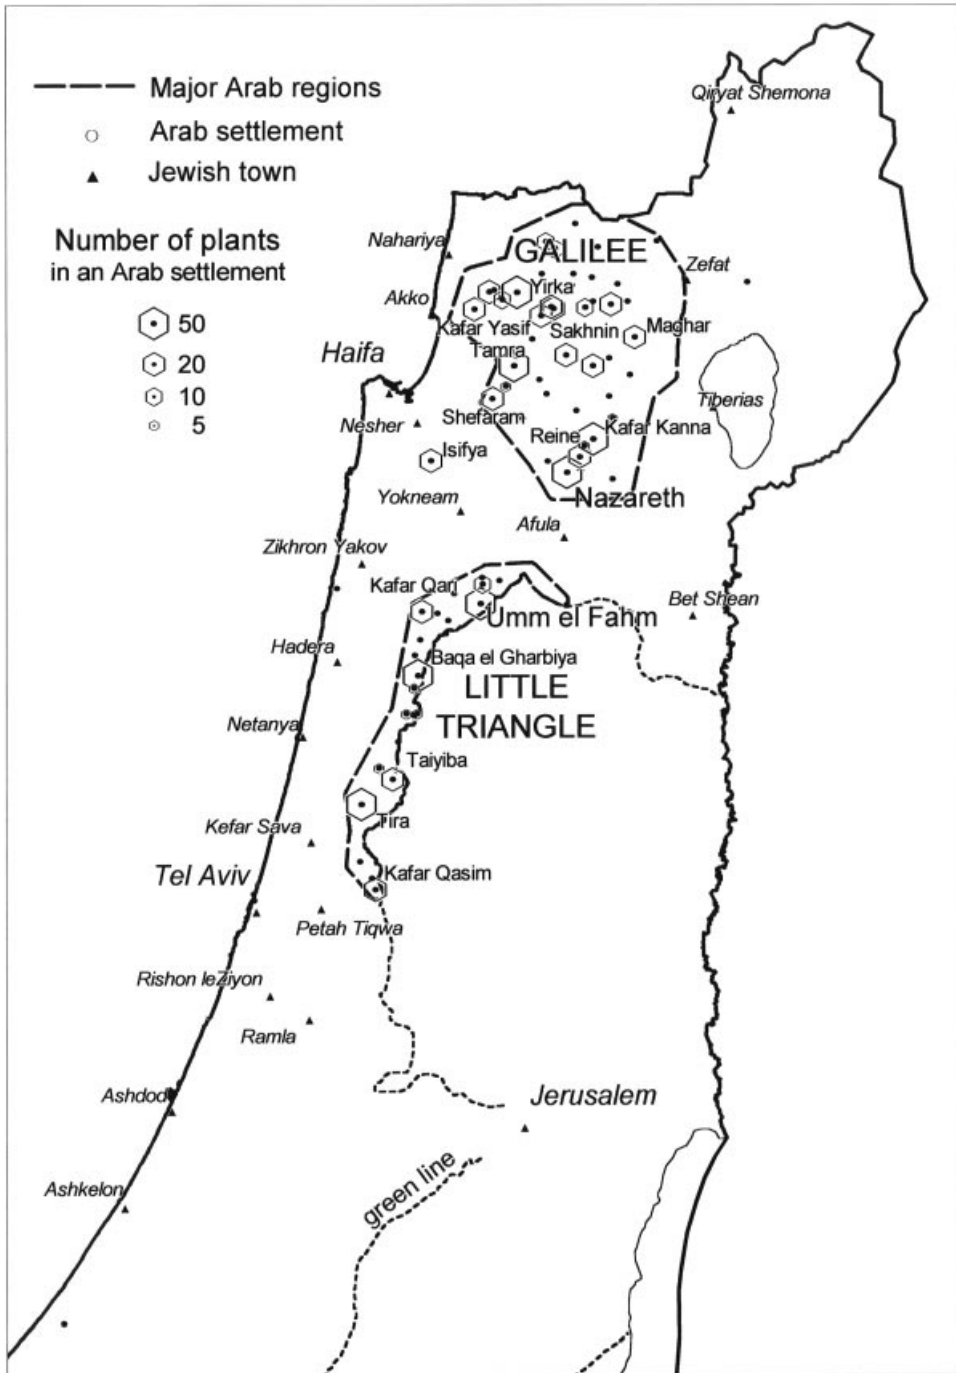 Major Arab regions
Arab settlement
Jewish town
Number of plants
in an Arab settlement
50
20
10
5
Qiryat Shemona
Nahariya
GALILEE
Zefat
Akko
Yirka
Kafar Yasif
Sakhnin
Maghar
Haifa
Tamra
Tiberias
Nesher
Shefaram
Reine
Kafar Kanna
Isifya
Yokneam
Nazareth
Afula
Zikhron Yakov
Kafar Qari
Umm el Fahm
Bet Shean
Hadera
Baqa el Gharbiya
LITTLE
TRIANGLE
Netanya
Taiyiba
Tira
Kefar Sava
Tel Aviv
Kafar Qasim
Petah Tiqwa
Rishon leZiyon
Ramla
Ashdod
Jerusalem
green line
Ashkelon